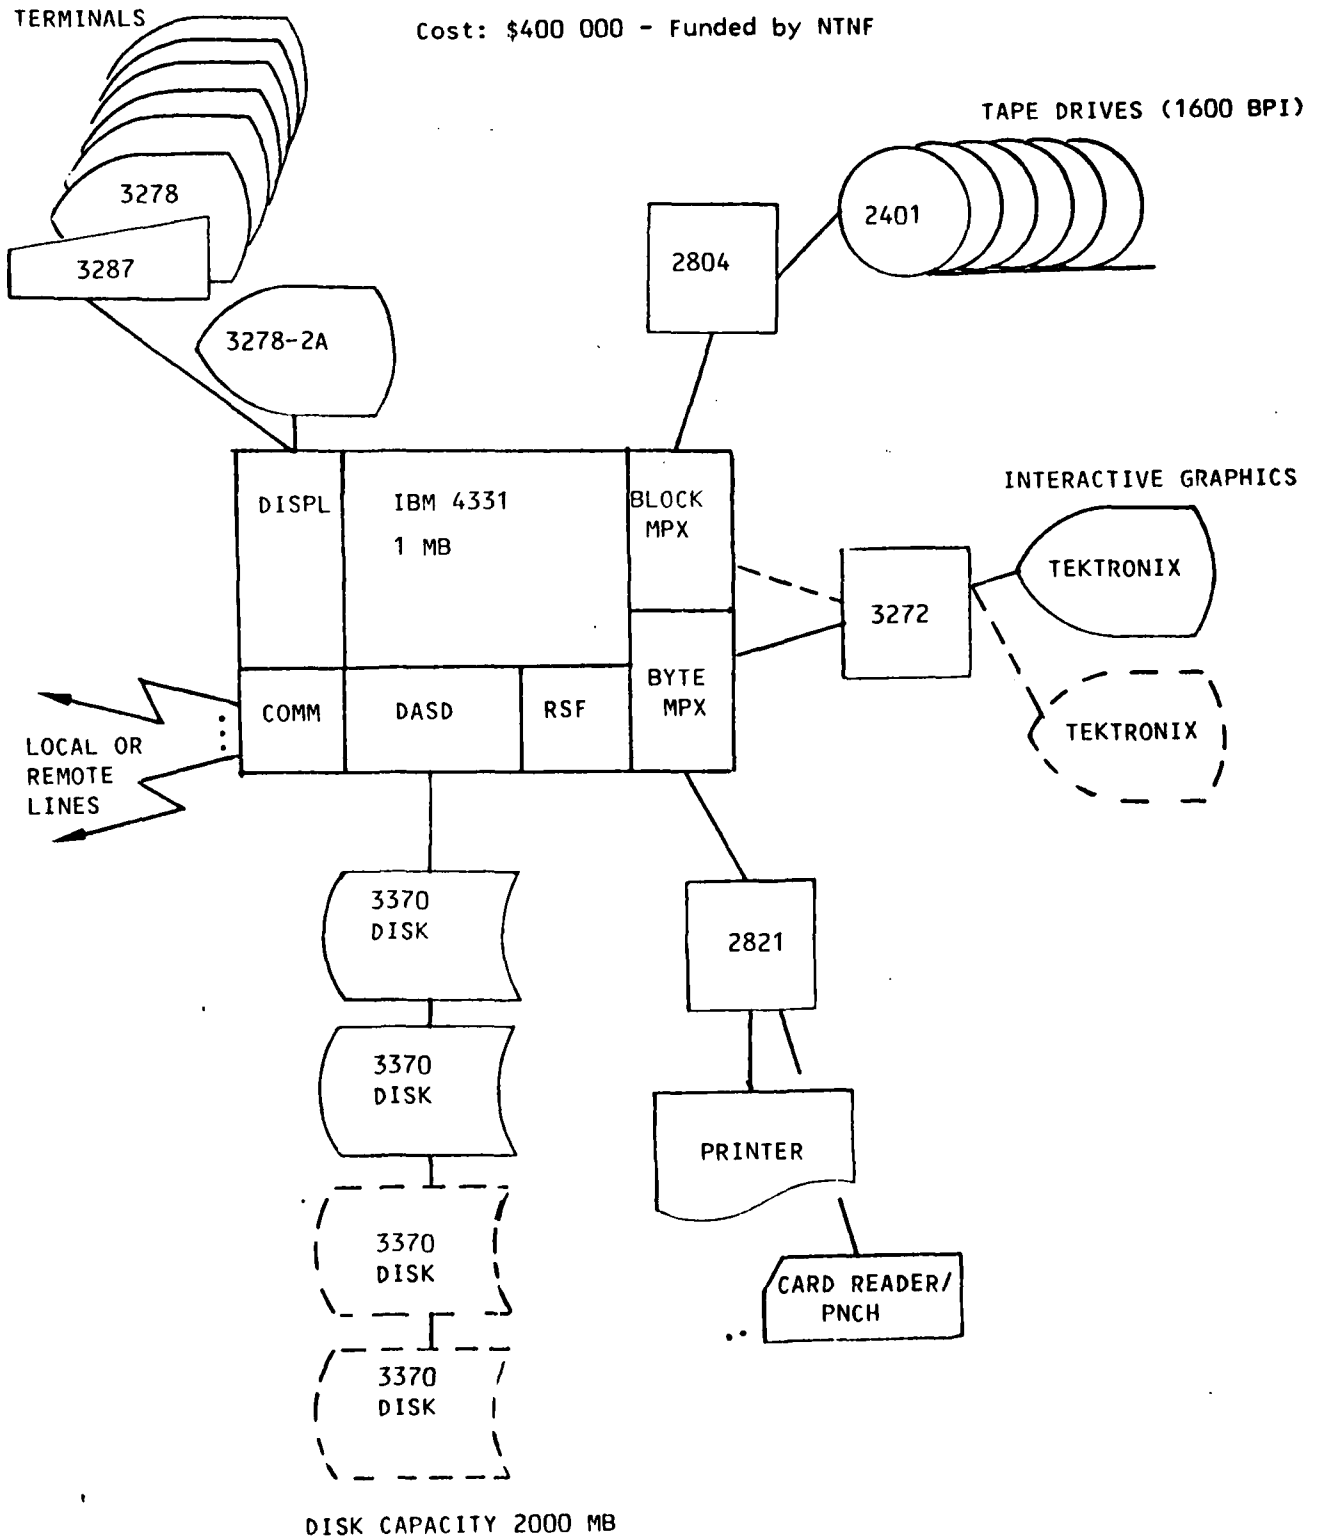 TERMINALS
Cost: $400 000 - Funded by NTNF
TAPE DRIVES (1600 BPI)
3278
3287
3278-2A
2804
2401
DISPL
IBM 4331
1 MB
BLOCK
MPX
INTERACTIVE GRAPHICS
TEKTRONIX
3272
TEKTRONIX
BYTE
MPX
COMM
DASD
RSF
LOCAL OR
REMOTE
LINES
3370
DISK
2821
3370
DISK
PRINTER
3370
DISK
CARD READER/
PNCH
3370
DISK
DISK CAPACITY 2000 MB